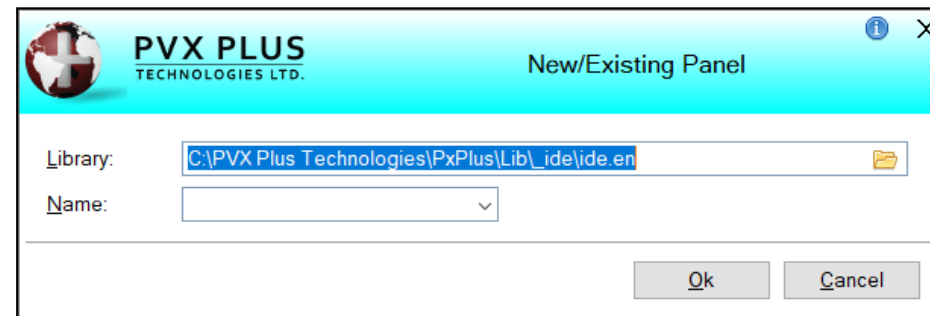 PVX PLUS
TECHNOLOGIES LTD.
New/Existing Panel
Library: C:\PVX Plus Technologies\PxPlus\Lib\_ide\ide.en
Name:
Ok Cancel